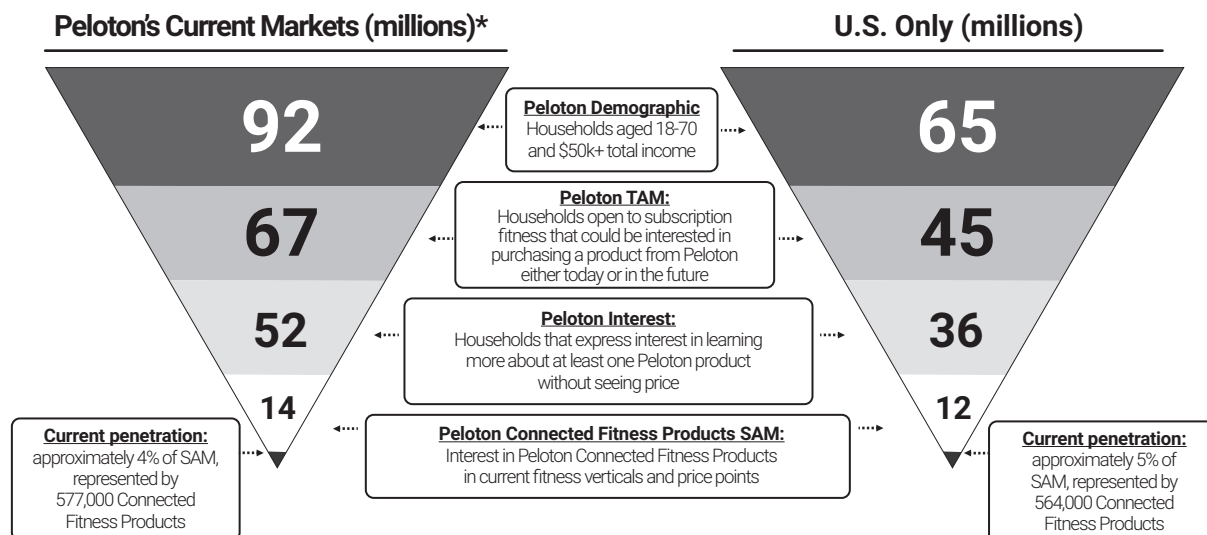 Peloton's Current Markets (millions)*
U.S. Only (millions)
92
Peloton Demographic
Households aged 18-70
and $50k+ total income
65
67
Peloton TAM:
Households open to subscription
fitness that could be interested in
purchasing a product from Peloton
either today or in the future
45
52
Peloton Interest:
Households that express interest in learning
more about at least one Peloton product
without seeing price
36
14
Peloton Connected Fitness Products SAM:
Interest in Peloton Connected Fitness Products
in current fitness verticals and price points
12
Current penetration:
approximately 4% of SAM,
represented by
577,000 Connected
Fitness Products
Current penetration:
approximately 5% of
SAM, represented by
564,000 Connected
Fitness Products